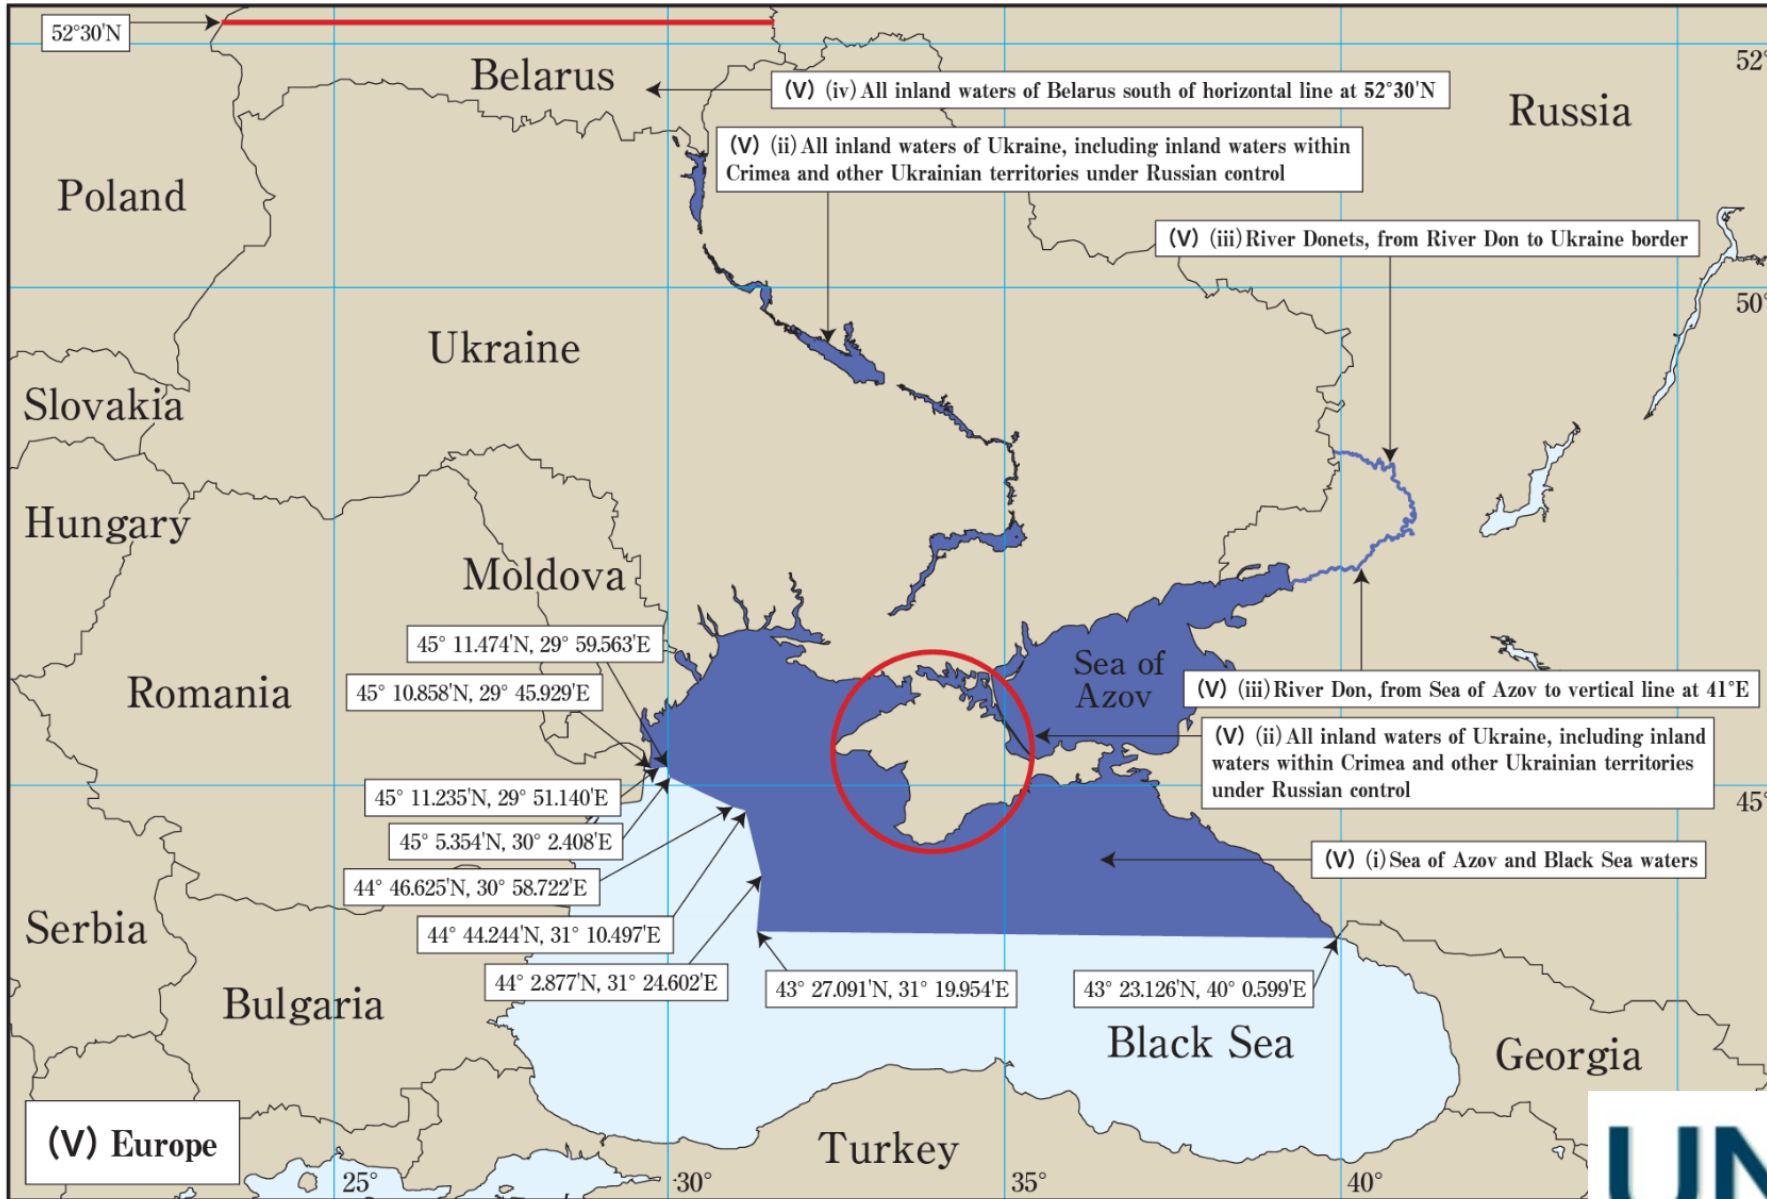 52°30'N
52°
Belarus
(V) (iv) All inland waters of Belarus south of horizontal line at 52°30'N
Russia
(V) (ii) All inland waters of Ukraine, including inland waters within
Crimea and other Ukrainian territories under Russian control
Poland
(V) (iii) River Donets, from River Don to Ukraine border
50°
Ukraine
Slovakia
Hungary
Moldova
45° 11.474'N, 29° 59.563'E
Sea of
Azov
45° 10.858'N, 29° 45.929'E
Romania
(V) (iii) River Don, from Sea of Azov to vertical line at 41°E
(V) (ii) All inland waters of Ukraine, including inland
waters within Crimea and other Ukrainian territories
under Russian control
45°
45° 11.235'N, 29° 51.140'E
45° 5.354'N, 30° 2.408'E
(V) (i) Sea of Azov and Black Sea waters
44° 46.625'N, 30° 58.722'E
Serbia
44° 44.244'N, 31° 10.497'E
44° 2.877'N, 31° 24.602'E
43° 27.091'N, 31° 19.954'E
43° 23.126'N, 40° 0.599'E
Bulgaria
Black Sea
Georgia
(V) Europe
Turkey
25°
30°
35°
40°
UN